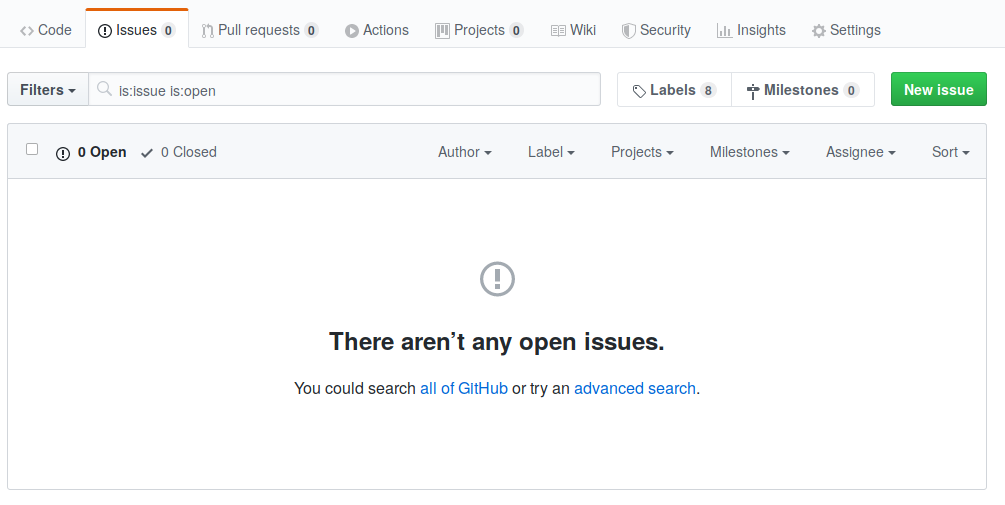 Code Issues 0 Pull requests 0 Actions Projects 0 Wiki Security Insights Settings
Filters is:issue is:open Labels 8 Milestones 0 New issue
0 Open 0 Closed Author Label Projects Milestones Assignee Sort
There aren’t any open issues.
You could search all of GitHub or try an advanced search.